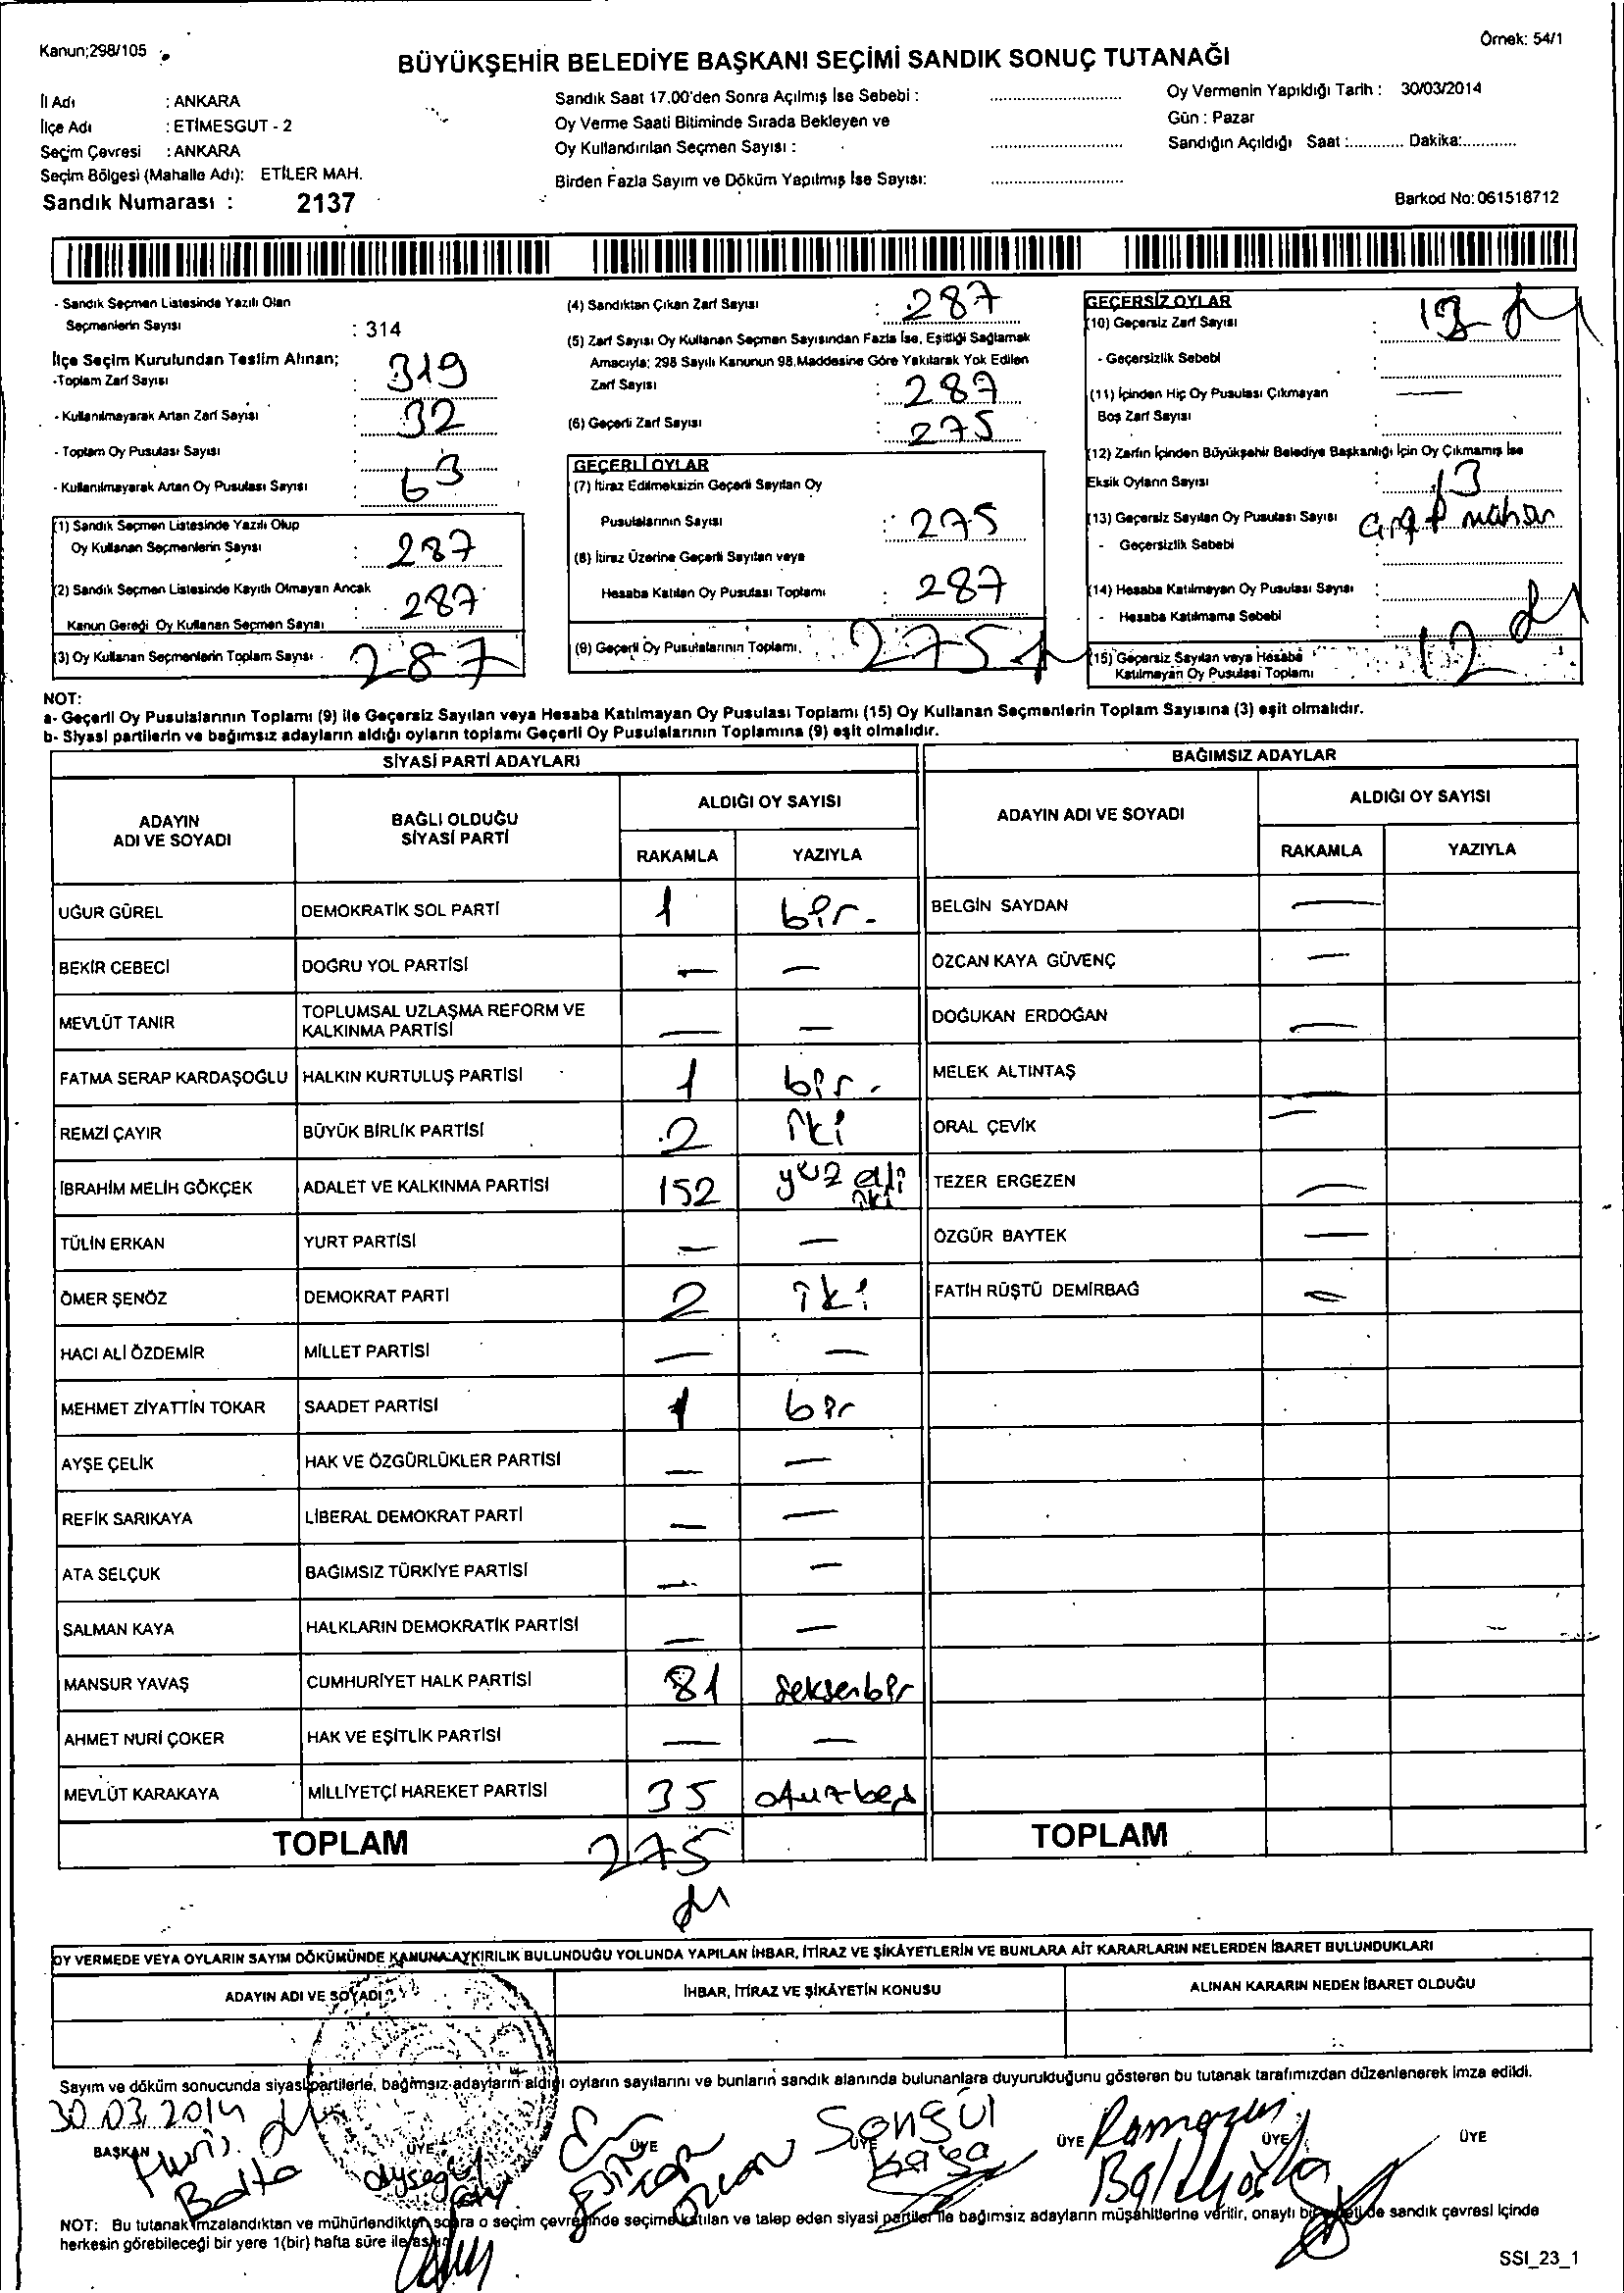 Kanun;298/105
Örnek: 54/1
BÜYÜKŞEHİR BELEDİYE BAŞKANI SEÇİMİ SANDIK SONUÇ TUTANAĞI
İl Adı : ANKARA
İlçe Adı : ETİMESGUT - 2
Seçim Çevresi : ANKARA
Seçim Bölgesi (Mahalle Adı): ETİLER MAH.
Sandık Numarası : 2137
Sandık Saat 17.00'den Sonra Açılmış İse Sebebi :
Oy Verme Saati Bitiminde Sırada Bekleyen ve
Oy Kullandırılan Seçmen Sayısı :
Birden Fazla Sayım ve Döküm Yapılmış İse Sayısı:
Oy Vermenin Yapıldığı Tarih : 30/03/2014
Gün : Pazar
Sandığın Açıldığı Saat :............ Dakika:............
Barkod No: 061518712
- Sandık Seçmen Listesinde Yazılı Olan
Seçmenlerin Sayısı : 314
İlçe Seçim Kurulundan Teslim Alınan;
-Toplam Zarf Sayısı : 319
- Kullanılmayarak Artan Zarf Sayısı : 32
- Toplam Oy Pusulası Sayısı :
- Kullanılmayarak Artan Oy Pusulası Sayısı : 63
(1) Sandık Seçmen Listesinde Yazılı Olup
Oy Kullanan Seçmenlerin Sayısı : 287
(2) Sandık Seçmen Listesinde Kayıtlı Olmayan Ancak
Kanun Gereği Oy Kullanan Seçmen Sayısı : 287
(3) Oy Kullanan Seçmenlerin Toplam Sayısı 287
(4) Sandıktan Çıkan Zarf Sayısı : 287
(5) Zarf Sayısı Oy Kullanan Seçmen Sayısından Fazla İse, Eşitliği Sağlamak
Amacıyla; 298 Sayılı Kanunun 98.Maddesine Göre Yakılarak Yok Edilen
Zarf Sayısı : 287
(6) Geçerli Zarf Sayısı : 275
GEÇERLİ OYLAR
(7) İtiraz Edilmeksizin Geçerli Sayılan Oy
Pusulalarının Sayısı : 275
(8) İtiraz Üzerine Geçerli Sayılan veya
Hesaba Katılan Oy Pusulası Toplamı : 287
(9) Geçerli Oy Pusulalarının Toplamı. : 275
GEÇERSİZ OYLAR
(10) Geçersiz Zarf Sayısı :
- Geçersizlik Sebebi :
(11) İçinden Hiç Oy Pusulası Çıkmayan —
Boş Zarf Sayısı :
(12) Zarfın İçinden Büyükşehir Belediye Başkanlığı İçin Oy Çıkmamış İse
Eksik Oyların Sayısı : 13
(13) Geçersiz Sayılan Oy Pusulası Sayısı
- Geçersizlik Sebebi :
(14) Hesaba Katılmayan Oy Pusulası Sayısı :
- Hesaba Katılmama Sebebi :
(15) Geçersiz Sayılan veya Hesaba
Katılmayan Oy Pusulası Toplamı 12
NOT:
a- Geçerli Oy Pusulalarının Toplamı (9) ile Geçersiz Sayılan veya Hesaba Katılmayan Oy Pusulası Toplamı (15) Oy Kullanan Seçmenlerin Toplam Sayısına (3) eşit olmalıdır.
b- Siyasi partilerin ve bağımsız adayların aldığı oyların toplamı Geçerli Oy Pusulalarının Toplamına (9) eşit olmalıdır.
SİYASİ PARTİ ADAYLARI
ADAYIN ADI VE SOYADI
BAĞLI OLDUĞU SİYASİ PARTİ
ALDIĞI OY SAYISI
RAKAMLA YAZIYLA
UĞUR GÜREL DEMOKRATİK SOL PARTİ 1 bir.
BEKİR CEBECİ DOĞRU YOL PARTİSİ — —
MEVLÜT TANIR TOPLUMSAL UZLAŞMA REFORM VE KALKINMA PARTİSİ — —
FATMA SERAP KARDAŞOĞLU HALKIN KURTULUŞ PARTİSİ 1 bir.
REMZİ ÇAYIR BÜYÜK BİRLİK PARTİSİ 2 iki
İBRAHİM MELİH GÖKÇEK ADALET VE KALKINMA PARTİSİ 152 yüz elli iki
TÜLİN ERKAN YURT PARTİSİ — —
ÖMER ŞENÖZ DEMOKRAT PARTİ 2 iki
HACI ALİ ÖZDEMİR MİLLET PARTİSİ — —
MEHMET ZİYATTİN TOKAR SAADET PARTİSİ 1 bir
AYŞE ÇELİK HAK VE ÖZGÜRLÜKLER PARTİSİ — —
REFİK SARIKAYA LİBERAL DEMOKRAT PARTİ — —
ATA SELÇUK BAĞIMSIZ TÜRKİYE PARTİSİ — —
SALMAN KAYA HALKLARIN DEMOKRATİK PARTİSİ — —
MANSUR YAVAŞ CUMHURİYET HALK PARTİSİ 81 seksenbir
AHMET NURİ ÇOKER HAK VE EŞİTLİK PARTİSİ — —
MEVLÜT KARAKAYA MİLLİYETÇİ HAREKET PARTİSİ 35 otuzbeş
TOPLAM 275
BAĞIMSIZ ADAYLAR
ADAYIN ADI VE SOYADI
ALDIĞI OY SAYISI
RAKAMLA YAZIYLA
BELGİN SAYDAN —
ÖZCAN KAYA GÜVENÇ —
DOĞUKAN ERDOĞAN —
MELEK ALTINTAŞ —
ORAL ÇEVİK —
TEZER ERGEZEN —
ÖZGÜR BAYTEK —
FATİH RÜŞTÜ DEMİRBAĞ —
TOPLAM
OY VERMEDE VEYA OYLARIN SAYIM DÖKÜMÜNDE KANUNA AYKIRILIK BULUNDUĞU YOLUNDA YAPILAN İHBAR, İTİRAZ VE ŞİKÂYETLERİN VE BUNLARA AİT KARARLARIN NELERDEN İBARET BULUNDUKLARI
ADAYIN ADI VE SOYADI İHBAR, İTİRAZ VE ŞİKÂYETİN KONUSU ALINAN KARARIN NEDEN İBARET OLDUĞU
Sayım ve döküm sonucunda siyasi partilerle, bağımsız adayların aldığı oyların sayılarını ve bunların sandık alanında bulunanlara duyurulduğunu gösteren bu tutanak tarafımızdan düzenlenerek imza edildi.
30.03.2014
BAŞKAN ÜYE ÜYE ÜYE ÜYE ÜYE ÜYE
Balta Ayşegül Özcan Songül Kaya Ramazan
NOT: Bu tutanak imzalandıktan ve mühürlendikten sonra o seçim çevresinde seçime katılan ve talep eden siyasi partiler ile bağımsız adayların müşahitlerine verilir, onaylı bir sureti de sandık çevresi içinde
herkesin görebileceği bir yere 1(bir) hafta süre ile asılır.
SSI_23_1